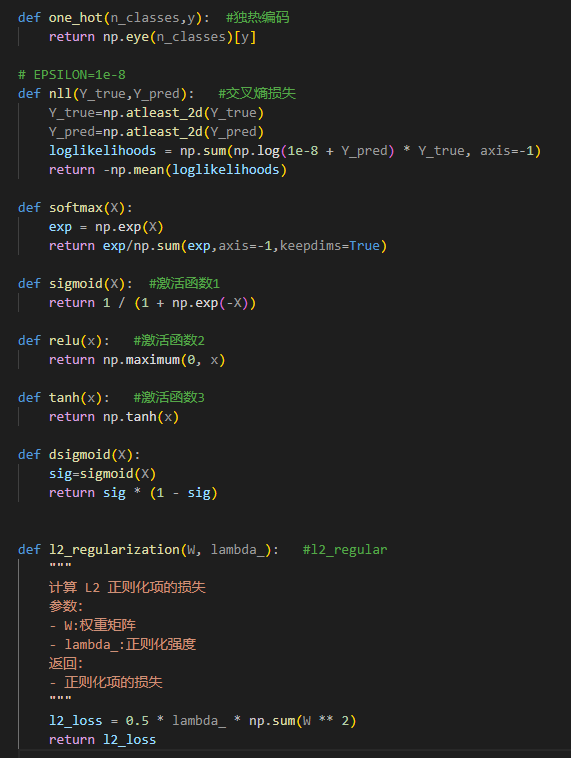 def one_hot(n_classes,y):  #独热编码
    return np.eye(n_classes)[y]
# EPSILON=1e-8
def nll(Y_true,Y_pred):   #交叉熵损失
    Y_true=np.atleast_2d(Y_true)
    Y_pred=np.atleast_2d(Y_pred)
    loglikelihoods = np.sum(np.log(1e-8 + Y_pred) * Y_true, axis=-1)
    return -np.mean(loglikelihoods)
def softmax(X):
    exp = np.exp(X)
    return exp/np.sum(exp,axis=-1,keepdims=True)
def sigmoid(X):  #激活函数1
    return 1 / (1 + np.exp(-X))
def relu(x):   #激活函数2
    return np.maximum(0, x)
def tanh(x):   #激活函数3
    return np.tanh(x)
def dsigmoid(X):
    sig=sigmoid(X)
    return sig * (1 - sig)
def l2_regularization(W, lambda_):   #l2_regular
    """
    计算 L2 正则化项的损失
    参数:
    - W:权重矩阵
    - lambda_:正则化强度
    返回:
    - 正则化项的损失
    """
    l2_loss = 0.5 * lambda_ * np.sum(W ** 2)
    return l2_loss